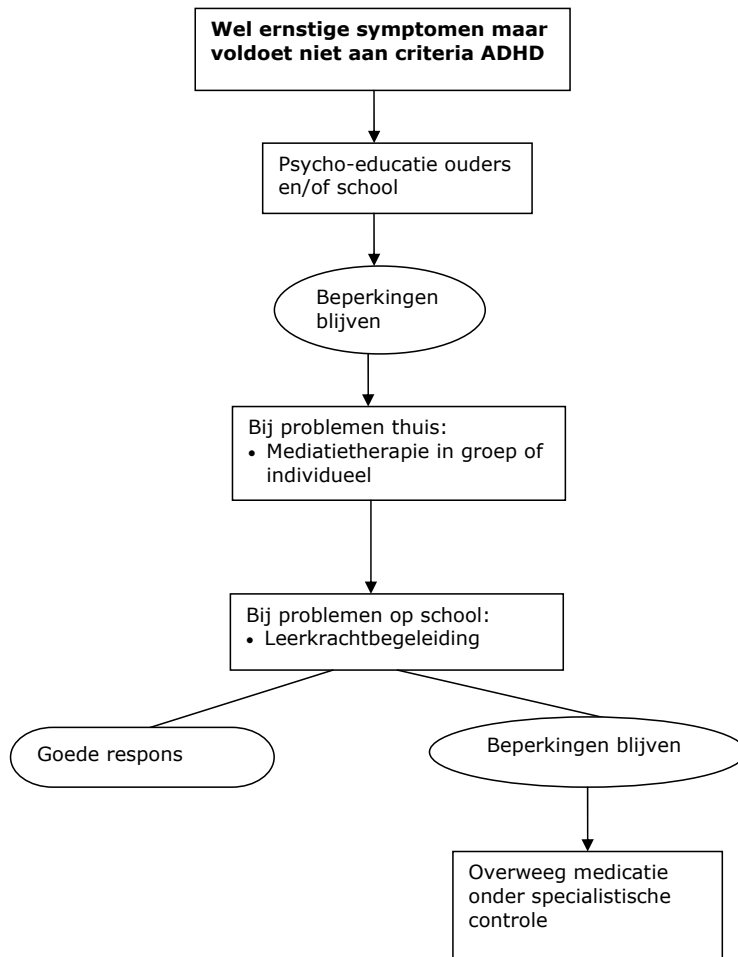 Wel ernstige symptomen maar
voldoet niet aan criteria ADHD
Psycho-educatie ouders
en/of school
Beperkingen
blijven
Bij problemen thuis:
• Mediatietherapie in groep of
individueel
Bij problemen op school:
• Leerkrachtbegeleiding
Goede respons
Beperkingen blijven
Overweeg medicatie
onder specialistische
controle